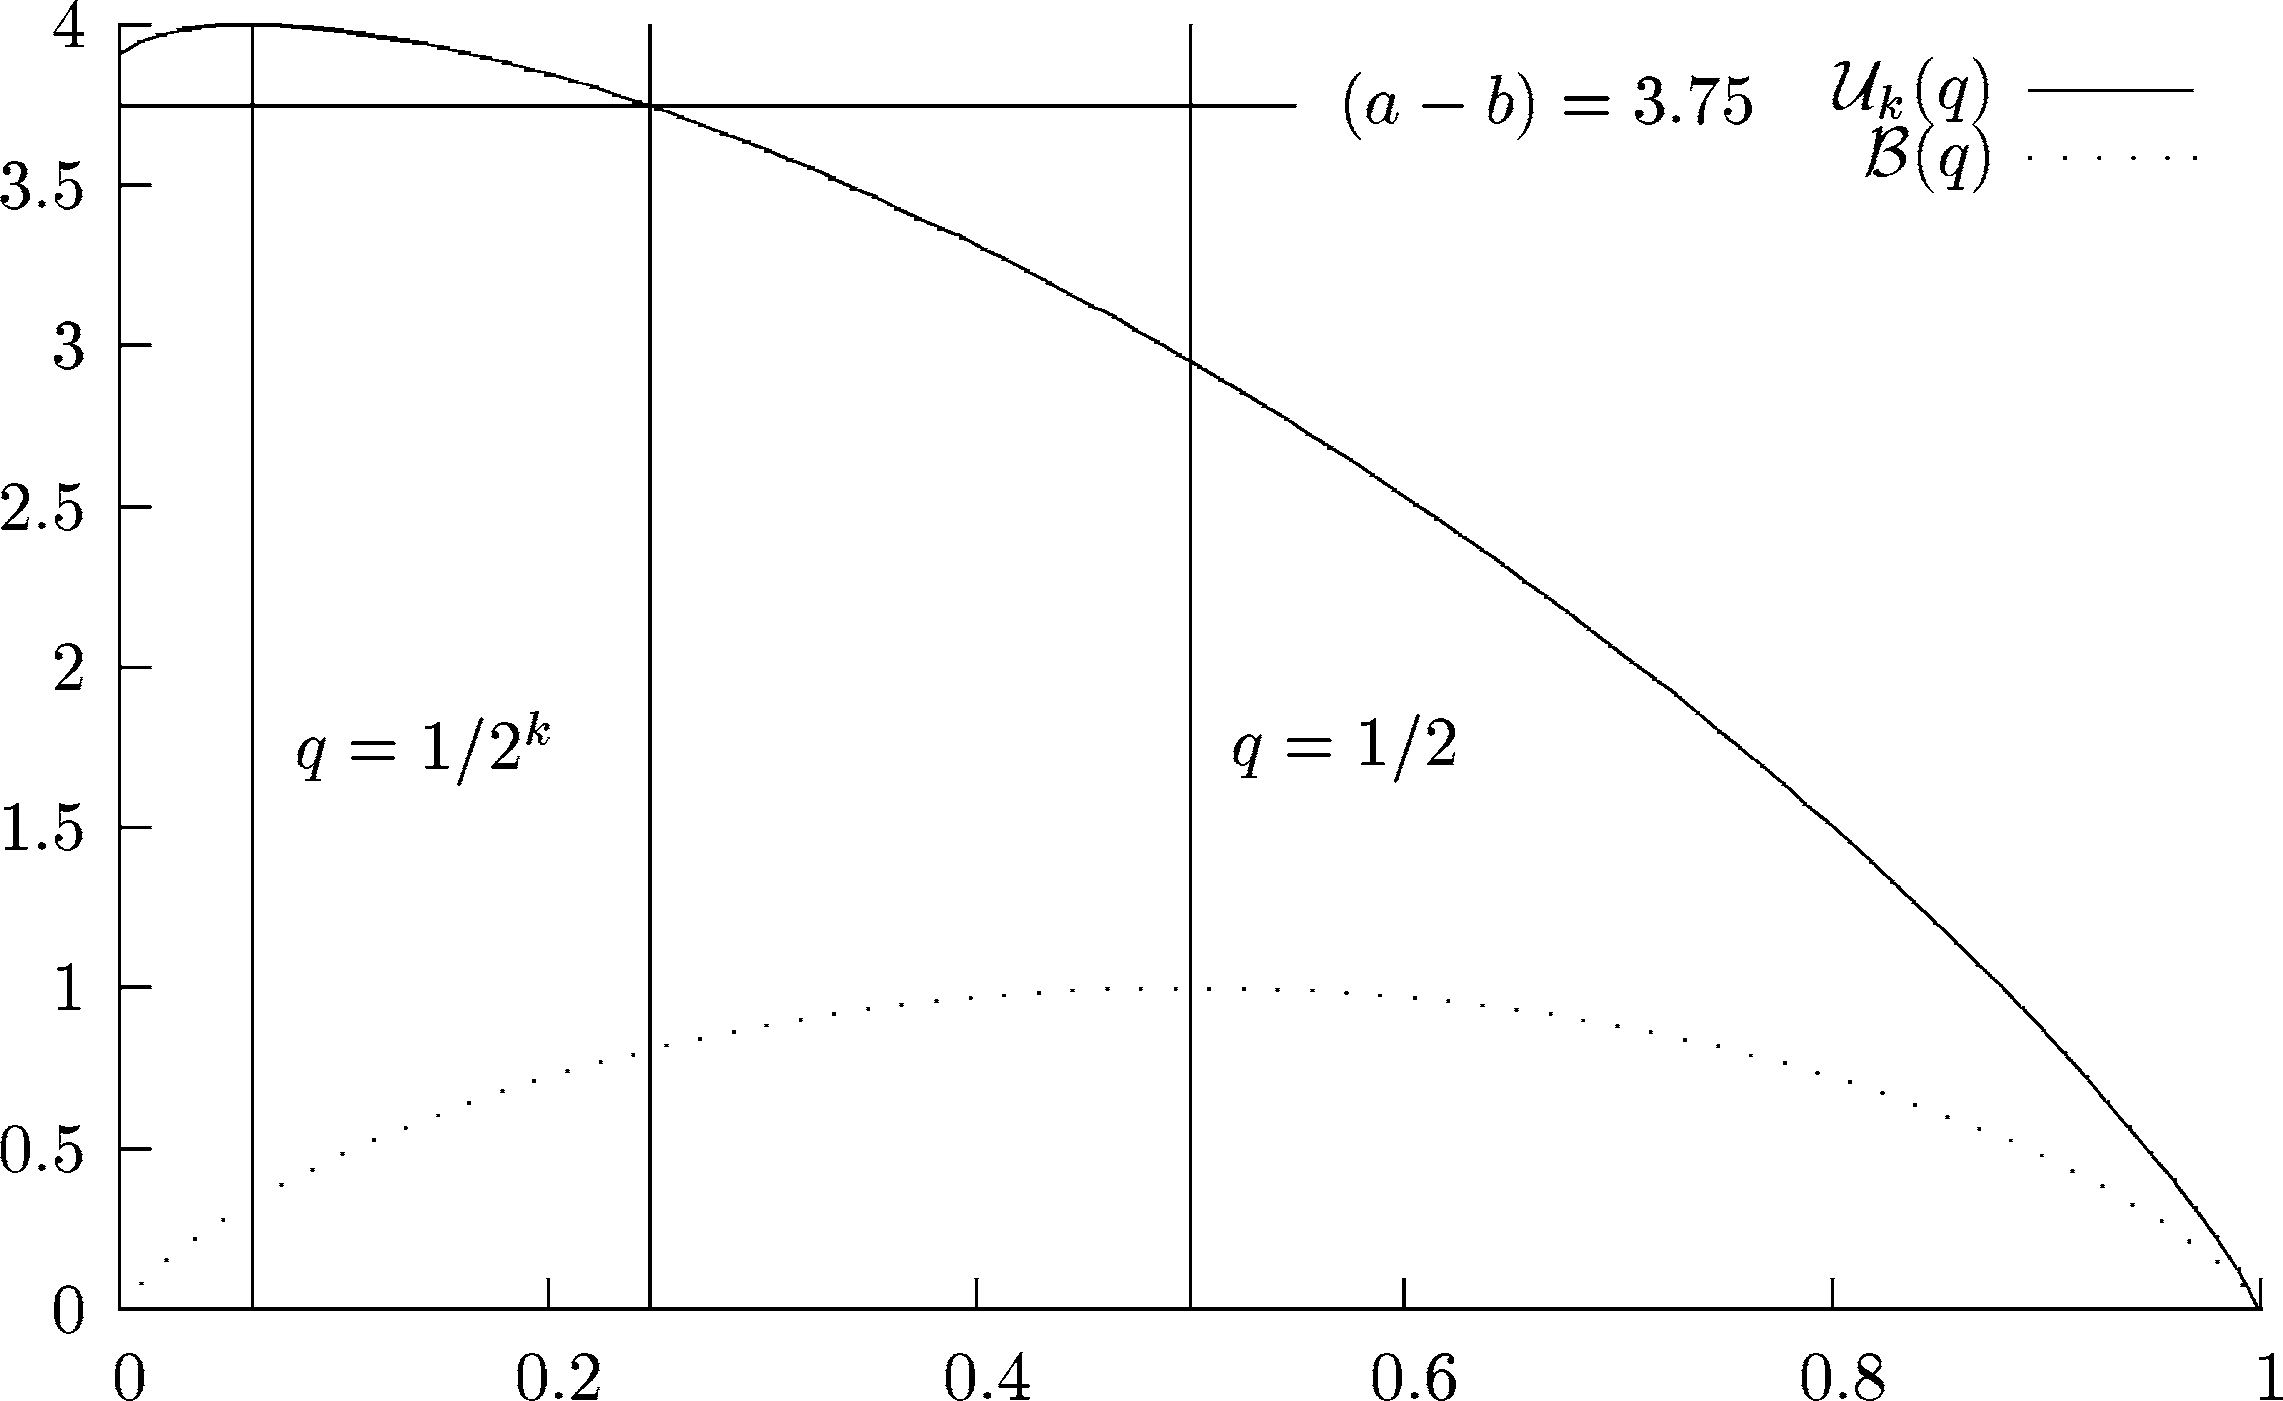 4
(a − b) = 3.75
𝒰ₖ(q)
ℬ(q)
3.5
3
2.5
2
q = 1/2ᵏ
q = 1/2
1.5
1
0.5
0
0 0.2 0.4 0.6 0.8 1